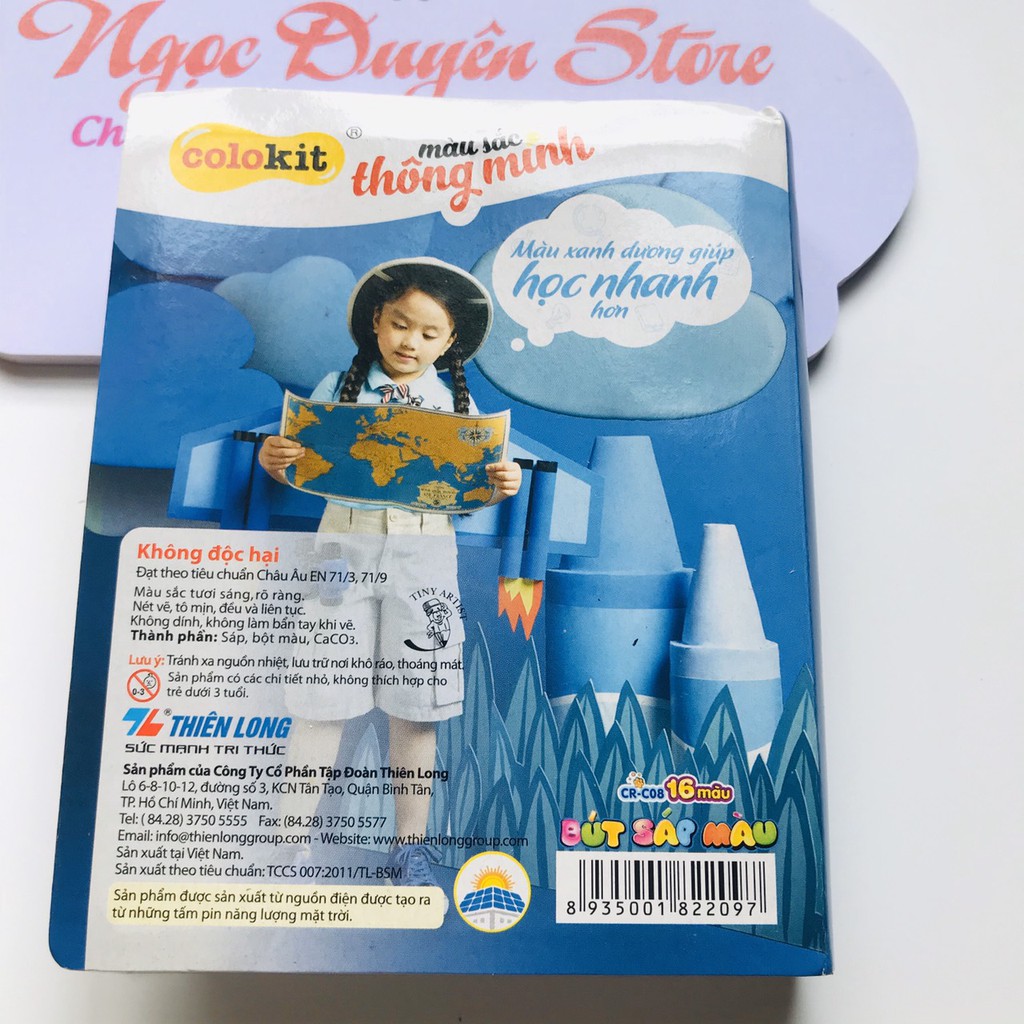 Ngọc Duyên Store
Ch
colokit ®
màu sắc
thông minh
Màu xanh dương giúp
học nhanh
hơn
Không độc hại
Đạt theo tiêu chuẩn Châu Âu EN 71/3, 71/9
Màu sắc tươi sáng, rõ ràng.
Nét vẽ, tô mịn, đều và liên tục.
Không dính, không làm bẩn tay khi vẽ.
Thành phần: Sáp, bột màu, CaCO3.
TINY ARTIST
Lưu ý: Tránh xa nguồn nhiệt, lưu trữ nơi khô ráo, thoáng mát.
0-3
Sản phẩm có các chi tiết nhỏ, không thích hợp cho
trẻ dưới 3 tuổi.
TL® THIÊN LONG
SỨC MẠNH TRI THỨC
Sản phẩm của Công Ty Cổ Phần Tập Đoàn Thiên Long
Lô 6-8-10-12, đường số 3, KCN Tân Tạo, Quận Bình Tân,
TP. Hồ Chí Minh, Việt Nam.
Tel: ( 84.28) 3750 5555 Fax: (84.28) 3750 5577
Email: info@thienlonggroup.com - Website: www.thienlonggroup.com
Sản xuất tại Việt Nam.
Sản xuất theo tiêu chuẩn: TCCS 007:2011/TL-BSM
Sản phẩm được sản xuất từ nguồn điện được tạo ra
từ những tấm pin năng lượng mặt trời.
CR-C08 16 màu
BÚT SÁP MÀU
8 935001 822097